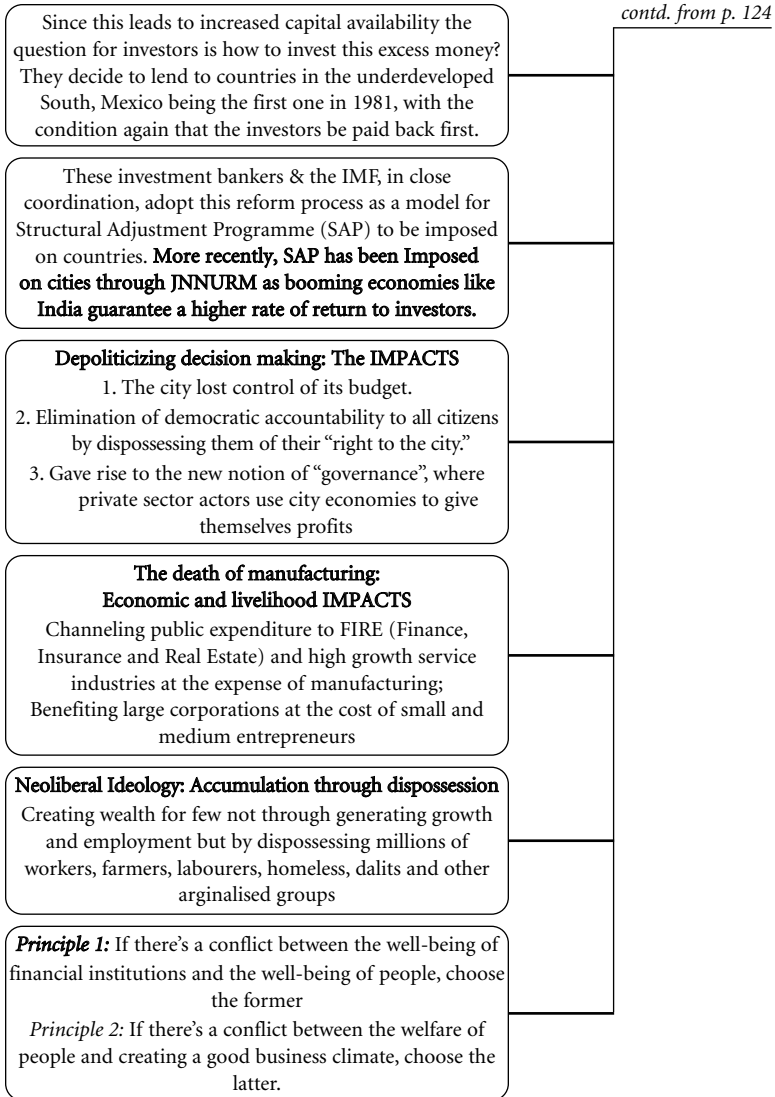 contd. from p. 124
Since this leads to increased capital availability the
question for investors is how to invest this excess money?
They decide to lend to countries in the underdeveloped
South, Mexico being the first one in 1981, with the
condition again that the investors be paid back first.
These investment bankers & the IMF, in close
coordination, adopt this reform process as a model for
Structural Adjustment Programme (SAP) to be imposed
on countries. More recently, SAP has been Imposed
on cities through JNNURM as booming economies like
India guarantee a higher rate of return to investors.
Depoliticizing decision making: The IMPACTS
1. The city lost control of its budget.
2. Elimination of democratic accountability to all citizens
by dispossessing them of their “right to the city.”
3. Gave rise to the new notion of “governance”, where
private sector actors use city economies to give
themselves profits
The death of manufacturing:
Economic and livelihood IMPACTS
Channeling public expenditure to FIRE (Finance,
Insurance and Real Estate) and high growth service
industries at the expense of manufacturing;
Benefiting large corporations at the cost of small and
medium entrepreneurs
Neoliberal Ideology: Accumulation through dispossession
Creating wealth for few not through generating growth
and employment but by dispossessing millions of
workers, farmers, labourers, homeless, dalits and other
arginalised groups
Principle 1: If there’s a conflict between the well-being of
financial institutions and the well-being of people, choose
the former
Principle 2: If there’s a conflict between the welfare of
people and creating a good business climate, choose the
latter.